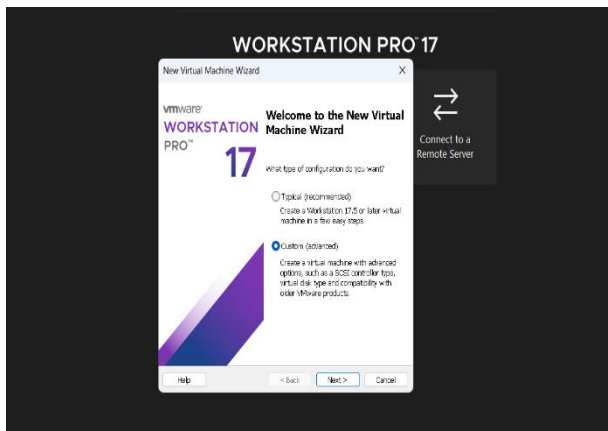 WORKSTATION PRO™ 17
New Virtual Machine Wizard
X
vmware®
WORKSTATION
PRO™
17
Welcome to the New Virtual
Machine Wizard
What type of configuration do you want?
Typical (recommended)
Create a Workstation 17.5 or later virtual
machine in a few easy steps.
Custom (advanced)
Create a virtual machine with advanced
options, such as a SCSI controller type,
virtual disk type and compatibility with
older VMware products.
Help
< Back
Next >
Cancel
Connect to a
Remote Server